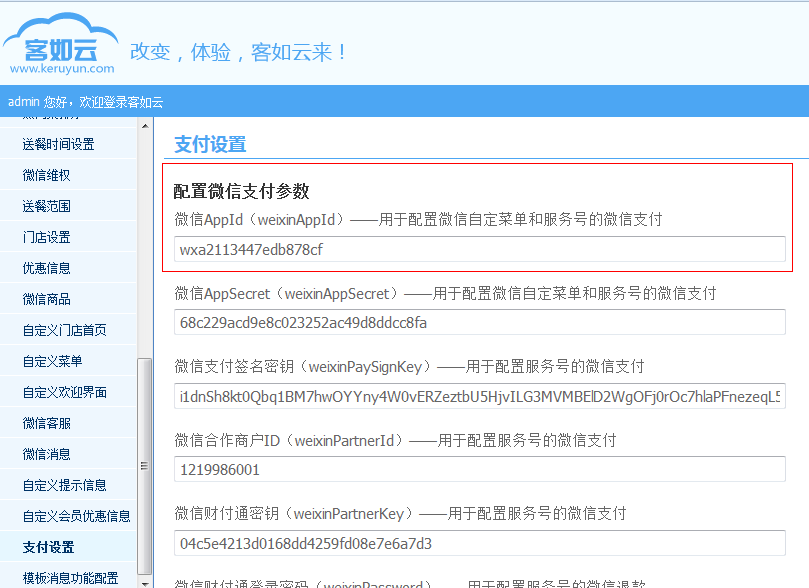 客如云
www.keruyun.com
改变，体验，客如云来！
admin 您好，欢迎登录客如云
送餐时间设置
微信维权
送餐范围
门店设置
优惠信息
微信商品
自定义门店首页
自定义菜单
自定义欢迎界面
微信客服
微信消息
自定义提示信息
自定义会员优惠信息
支付设置
模板消息功能配置
支付设置
配置微信支付参数
微信AppId（weixinAppId）——用于配置微信自定菜单和服务号的微信支付
wxa2113447edb878cf
微信AppSecret（weixinAppSecret）——用于配置微信自定菜单和服务号的微信支付
68c229acd9e8c023252ac49d8ddcc8fa
微信支付签名密钥（weixinPaySignKey）——用于配置服务号的微信支付
i1dnSh8kt0Qbq1BM7hwOYYny4W0vERZeztbU5HjvILG3MVMBElD2WgOFj0rOc7hlaPFnezeqL5
微信合作商户ID（weixinPartnerId）——用于配置服务号的微信支付
1219986001
微信财付通密钥（weixinPartnerKey）——用于配置服务号的微信支付
04c5e4213d0168dd4259fd08e7e6a7d3
微信财付通登录密码（weixinPassword）——用于配置服务号的微信退款